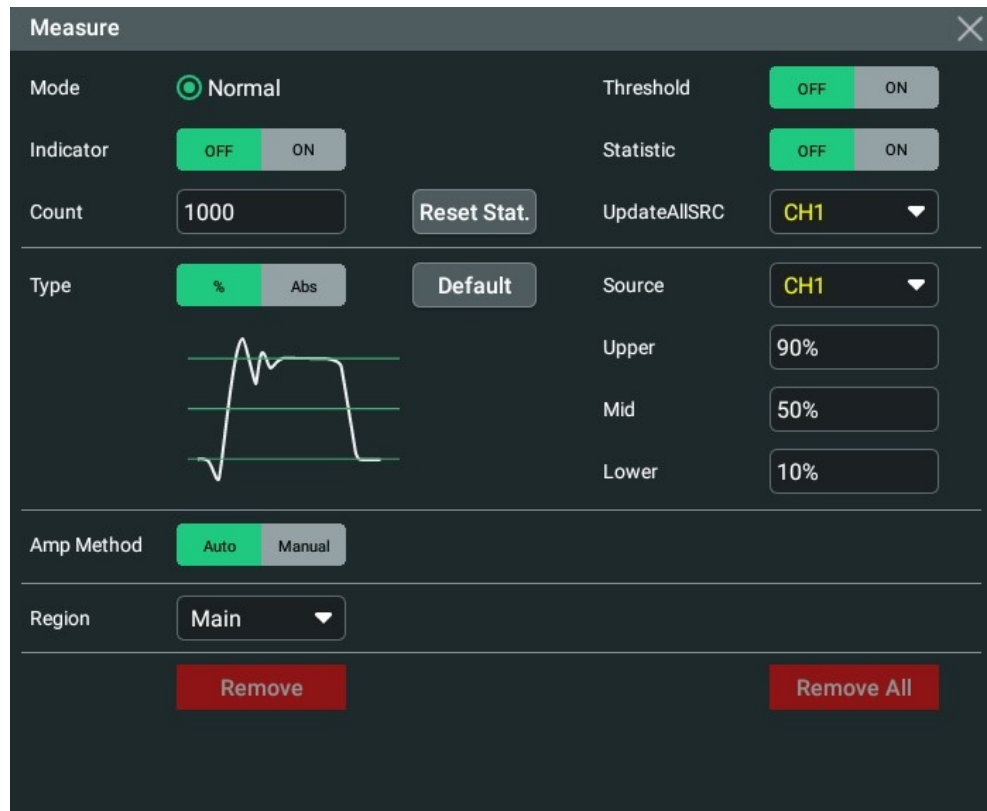 Measure
Mode Normal Threshold OFF ON
Indicator OFF ON Statistic OFF ON
Count 1000 Reset Stat. UpdateAllSRC CH1
Type % Abs Default Source CH1
Upper 90%
Mid 50%
Lower 10%
Amp Method Auto Manual
Region Main
Remove Remove All